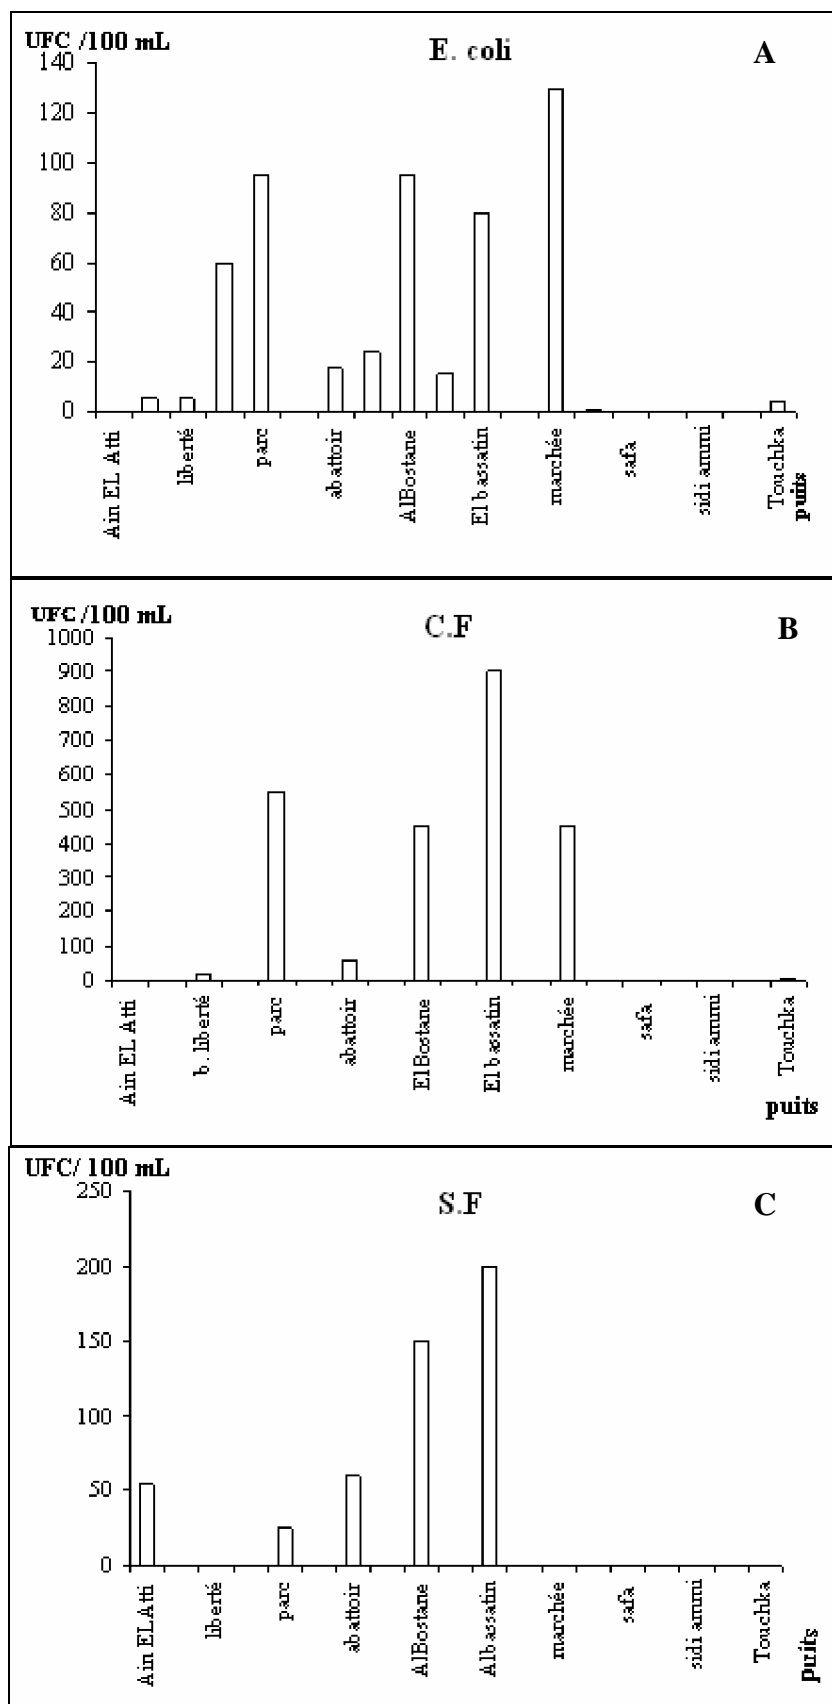 UFC /100 mL
E. coli
A
140
120
100
80
60
40
20
0
Ain EL Atti
liberté
parc
abattoir
AlBostane
El bassatin
marchée
safa
sidi ammi
Touchka
puits
UFC /100 mL
C.F
B
1000
900
800
700
600
500
400
300
200
100
0
Ain EL Atti
b. liberté
parc
abattoir
El Bostane
El bassatin
marchée
safa
sidi ammi
Touchka
puits
UFC/ 100 mL
S.F
C
250
200
150
100
50
0
Ain EL Atti
liberté
parc
abattoir
AlBostane
Albassatin
marchée
safa
sidi ammi
Touchka
puits